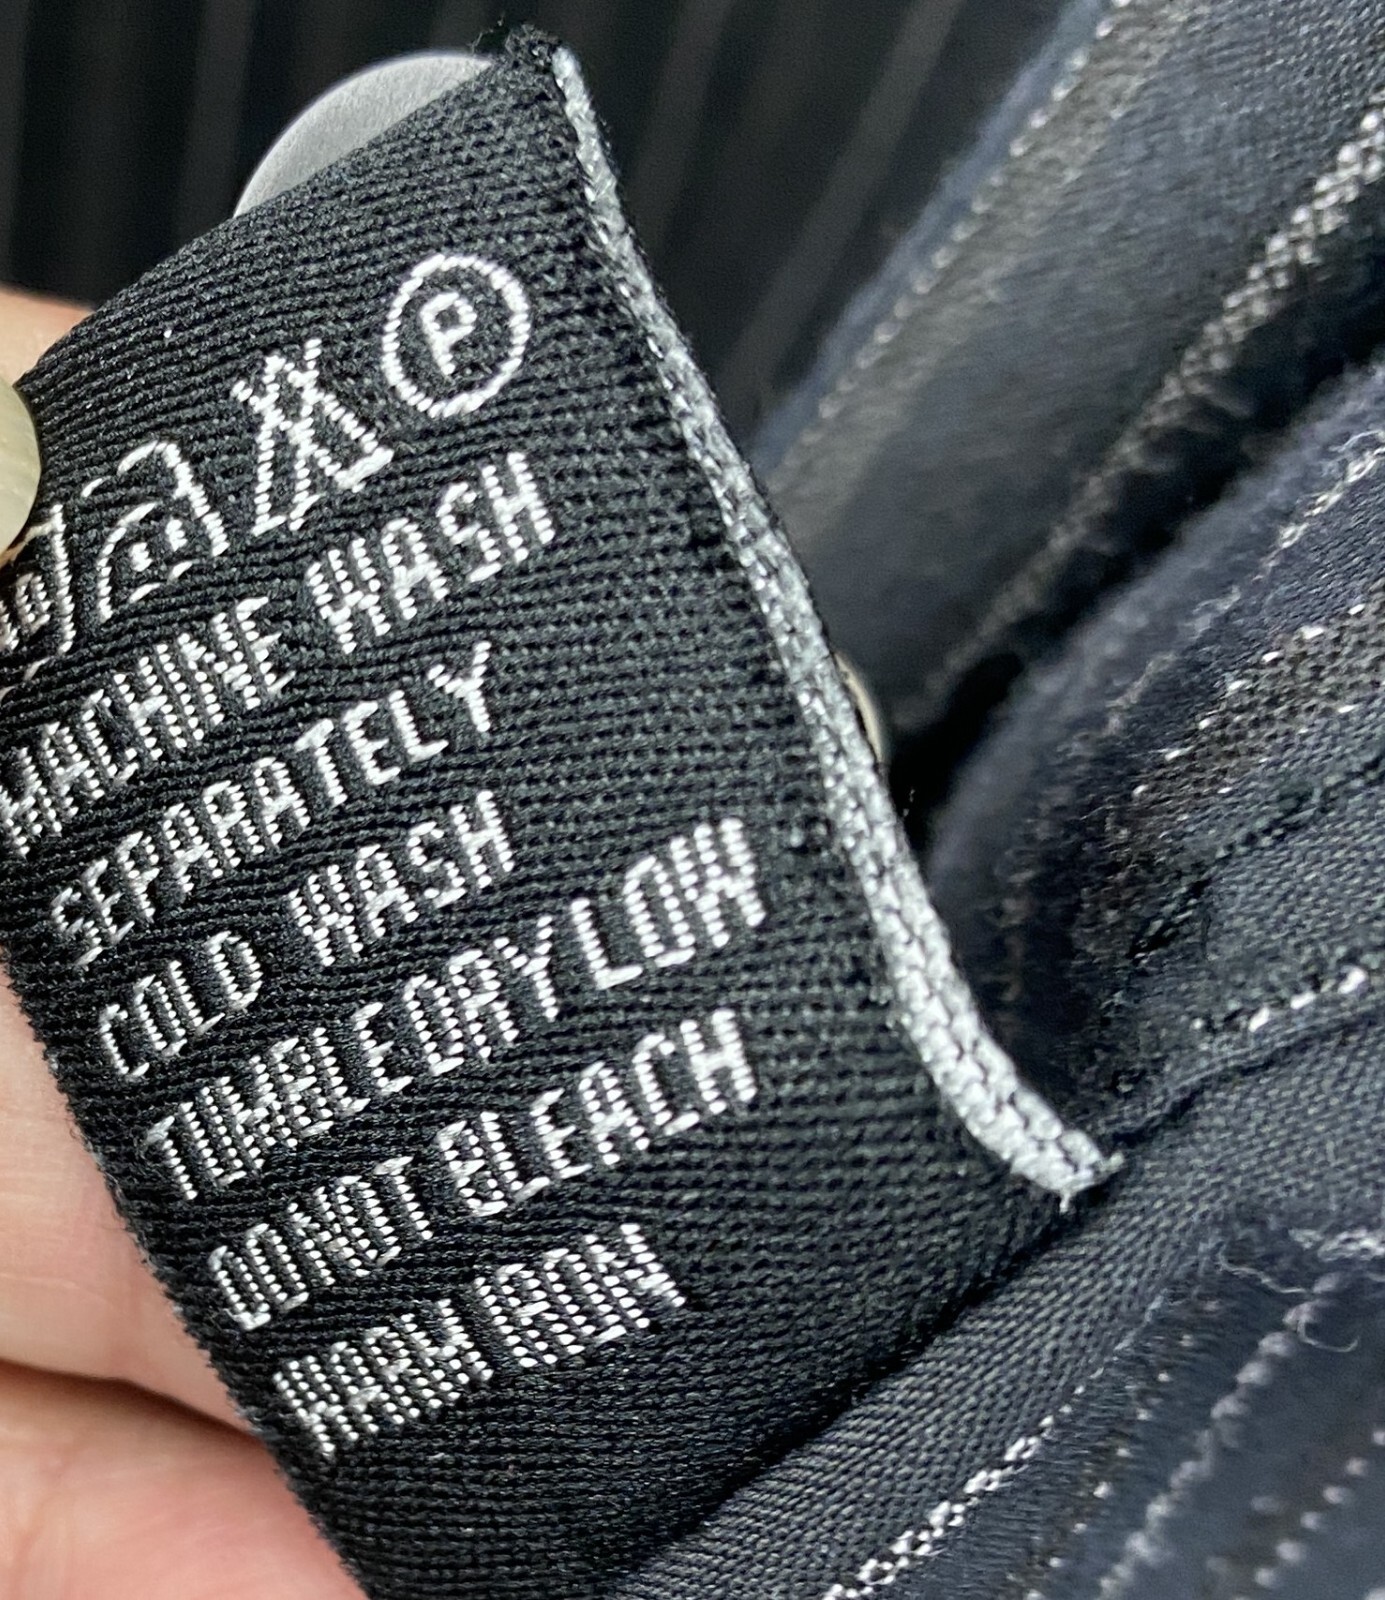 P
MACHINE WASH
SEPARATELY
COLD WASH
TUMBLE DRY LOW
DO NOT BLEACH
WARM IRON